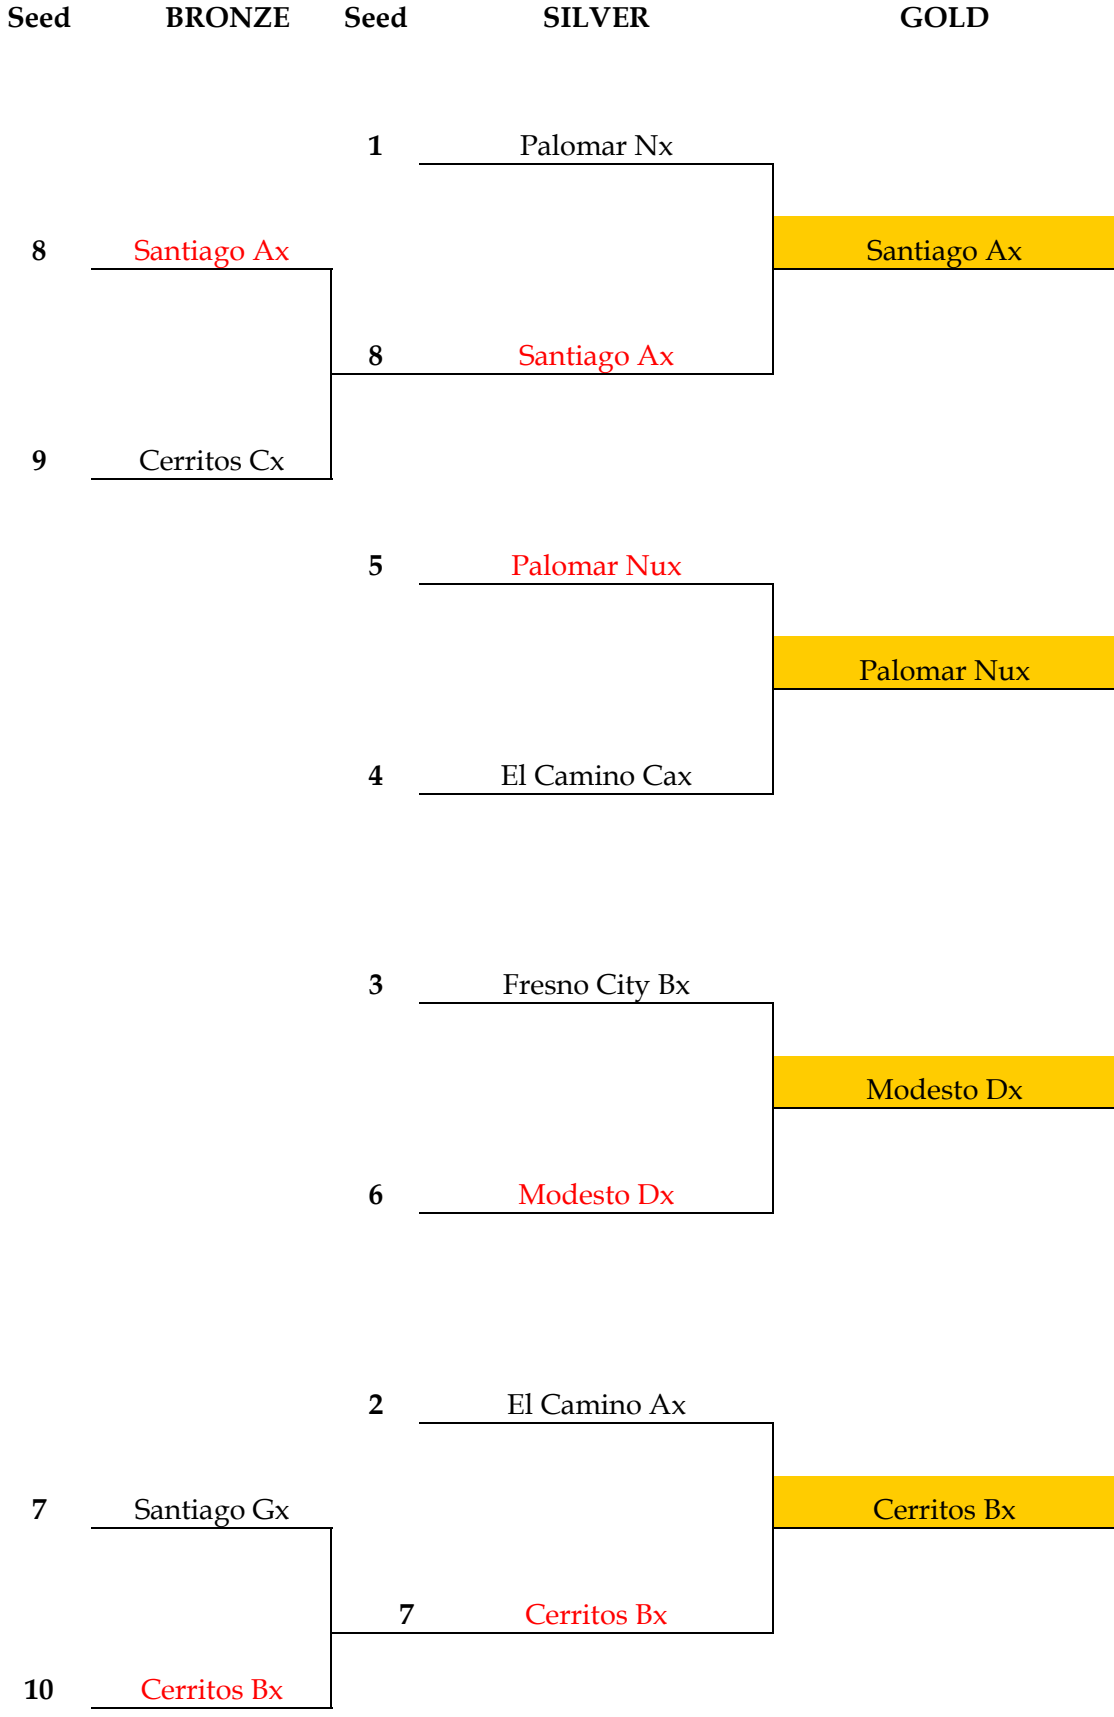 Seed BRONZE Seed SILVER GOLD
1 Palomar Nx
8 Santiago Ax Santiago Ax
8 Santiago Ax
9 Cerritos Cx
5 Palomar Nux
Palomar Nux
4 El Camino Cax
3 Fresno City Bx
Modesto Dx
6 Modesto Dx
2 El Camino Ax
7 Santiago Gx Cerritos Bx
7 Cerritos Bx
10 Cerritos Bx